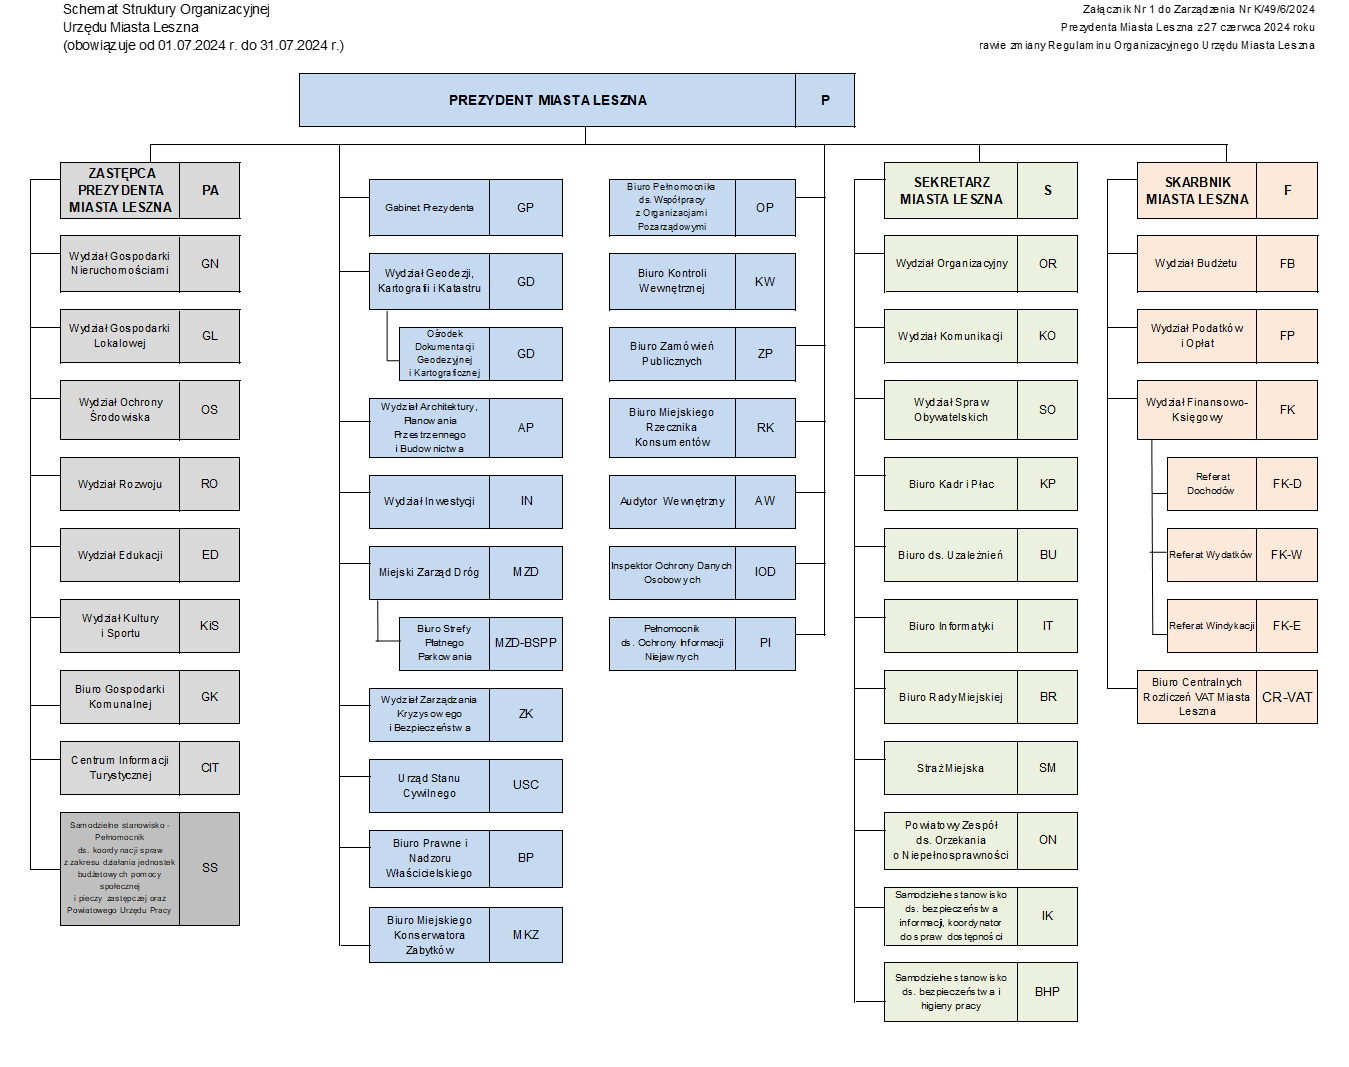 Schemat Struktury Organizacyjnej
Urzędu Miasta Leszna
(obowiązuje od 01.07.2024 r. do 31.07.2024 r.)
Załącznik Nr 1 do Zarządzenia Nr K/49/6/2024
Prezydenta Miasta Leszna z 27 czerwca 2024 roku
rawie zmiany Regulaminu Organizacyjnego Urzędu Miasta Leszna
PREZYDENT MIASTA LESZNA
P
ZASTĘPCA
PREZYDENTA
MIASTA LESZNA
PA
Wydział Gospodarki
Nieruchomościami
GN
Wydział Gospodarki
Lokalowej
GL
Wydział Ochrony
Środowiska
OS
Wydział Rozwoju
RO
Wydział Edukacji
ED
Wydział Kultury
i Sportu
KiS
Biuro Gospodarki
Komunalnej
GK
Centrum Informacji
Turystycznej
CIT
Samodzielne stanowisko -
Pełnomocnik
ds. koordynacji spraw
z zakresu działania jednostek
budżetowych pomocy
społecznej
i pieczy zastępczej oraz
Powiatowego Urzędu Pracy
SS
Gabinet Prezydenta
GP
Wydział Geodezji,
Kartografii i Katastru
GD
Ośrodek
Dokumentacji
Geodezyjnej
i Kartograficznej
GD
Wydział Architektury,
Planowania
Przestrzennego
i Budownictwa
AP
Wydział Inwestycji
IN
Miejski Zarząd Dróg
MZD
Biuro Strefy
Płatnego
Parkowania
MZD-BSPP
Wydział Zarządzania
Kryzysowego
i Bezpieczeństwa
ZK
Urząd Stanu
Cywilnego
USC
Biuro Prawne i
Nadzoru
Właścicielskiego
BP
Biuro Miejskiego
Konserwatora
Zabytków
MKZ
Biuro Pełnomocnika
ds. Współpracy
z Organizacjami
Pozarządowymi
OP
Biuro Kontroli
Wewnętrznej
KW
Biuro Zamówień
Publicznych
ZP
Biuro Miejskiego
Rzecznika
Konsumentów
RK
Audytor Wewnętrzny
AW
Inspektor Ochrony Danych
Osobowych
IOD
Pełnomocnik
ds. Ochrony Informacji
Niejawnych
PI
SEKRETARZ
MIASTA LESZNA
S
Wydział Organizacyjny
OR
Wydział Komunikacji
KO
Wydział Spraw
Obywatelskich
SO
Biuro Kadr i Płac
KP
Biuro ds. Uzależnień
BU
Biuro Informatyki
IT
Biuro Rady Miejskiej
BR
Straż Miejska
SM
Powiatowy Zespół
ds. Orzekania
o Niepełnosprawności
ON
Samodzielne stanowisko
ds. bezpieczeństwa
informacji, koordynator
do spraw dostępności
IK
Samodzielne stanowisko
ds. bezpieczeństwa i
higieny pracy
BHP
SKARBNIK
MIASTA LESZNA
F
Wydział Budżetu
FB
Wydział Podatków
i Opłat
FP
Wydział Finansowo-
Księgowy
FK
Referat
Dochodów
FK-D
Referat Wydatków
FK-W
Referat Windykacji
FK-E
Biuro Centralnych
Rozliczeń VAT Miasta
Leszna
CR-VAT